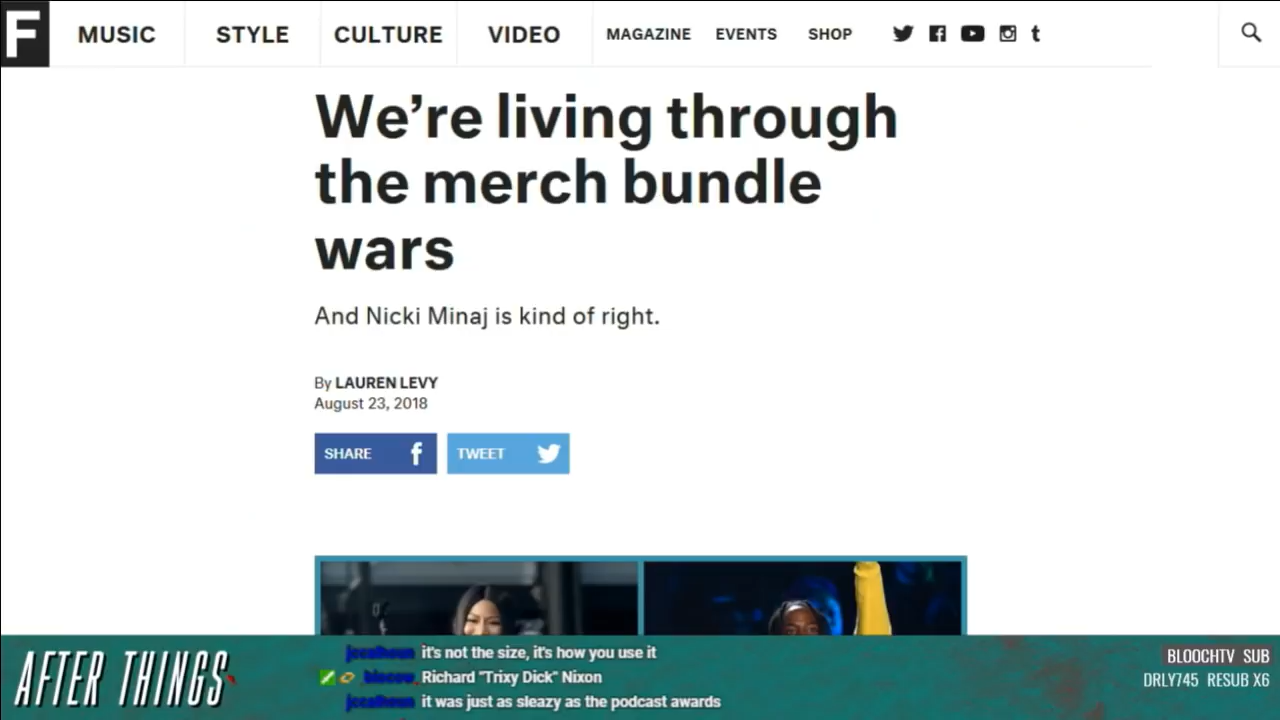 F MUSIC STYLE CULTURE VIDEO MAGAZINE EVENTS SHOP t
We're living through
the merch bundle
wars
And Nicki Minaj is kind of right.
By LAUREN LEVY
August 23, 2018
SHARE f TWEET
AFTER THINGS
jccalhoun it's not the size, it's how you use it
Richard "Trixy Dick" Nixon
jccalhoun it was just as sleazy as the podcast awards
BLOOCHTV SUB
DRLY745 RESUB X6